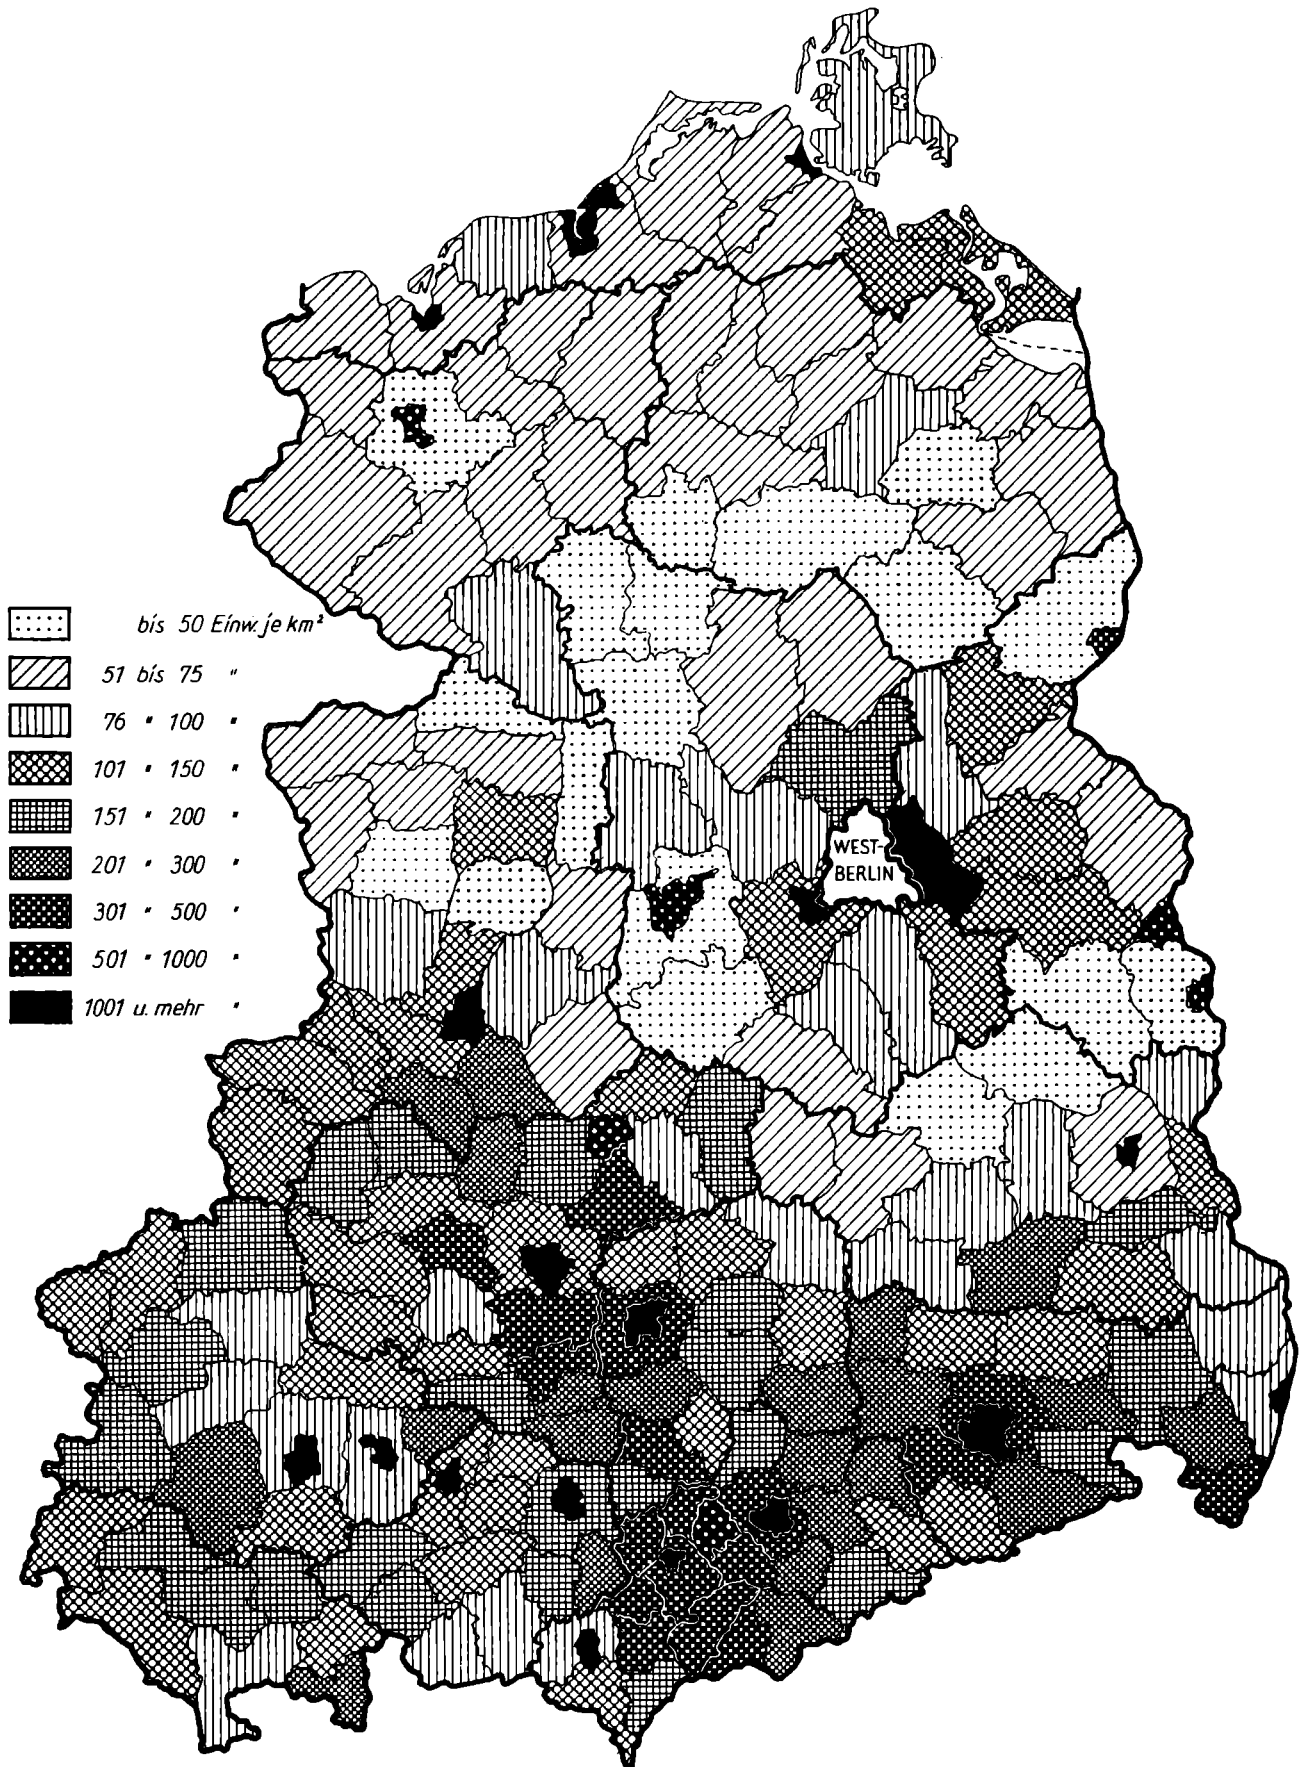 bis 50 Einw. je km²
51 bis 75 "
76 " 100 "
101 " 150 "
151 " 200 "
201 " 300 "
301 " 500 "
501 " 1000 "
1001 u. mehr "
WEST-
BERLIN